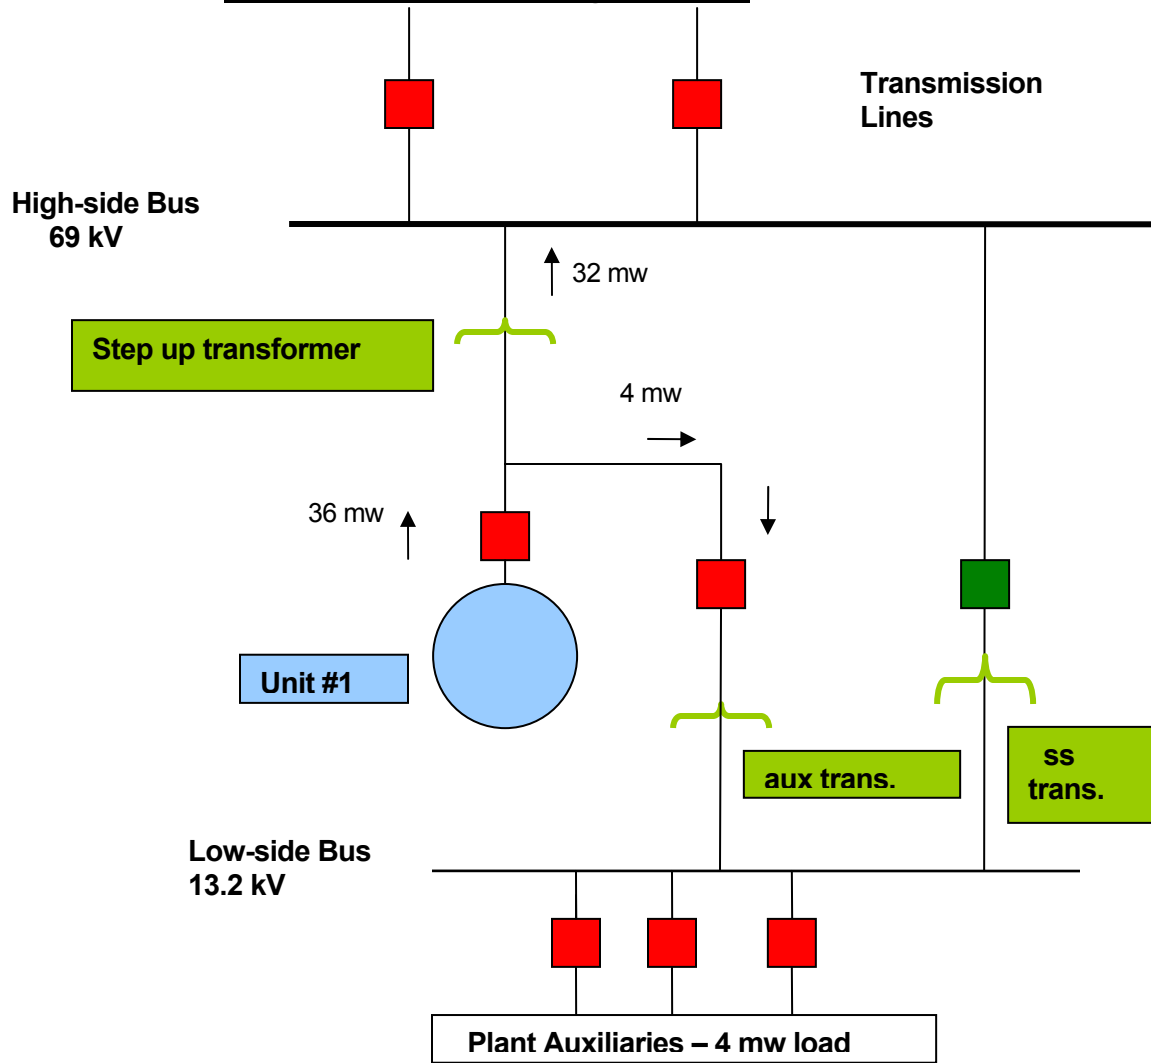 Transmission
Lines
High-side Bus
69 kV
32 mw
Step up transformer
4 mw
36 mw
Unit #1
ss
trans.
aux trans.
Low-side Bus
13.2 kV
Plant Auxiliaries – 4 mw load